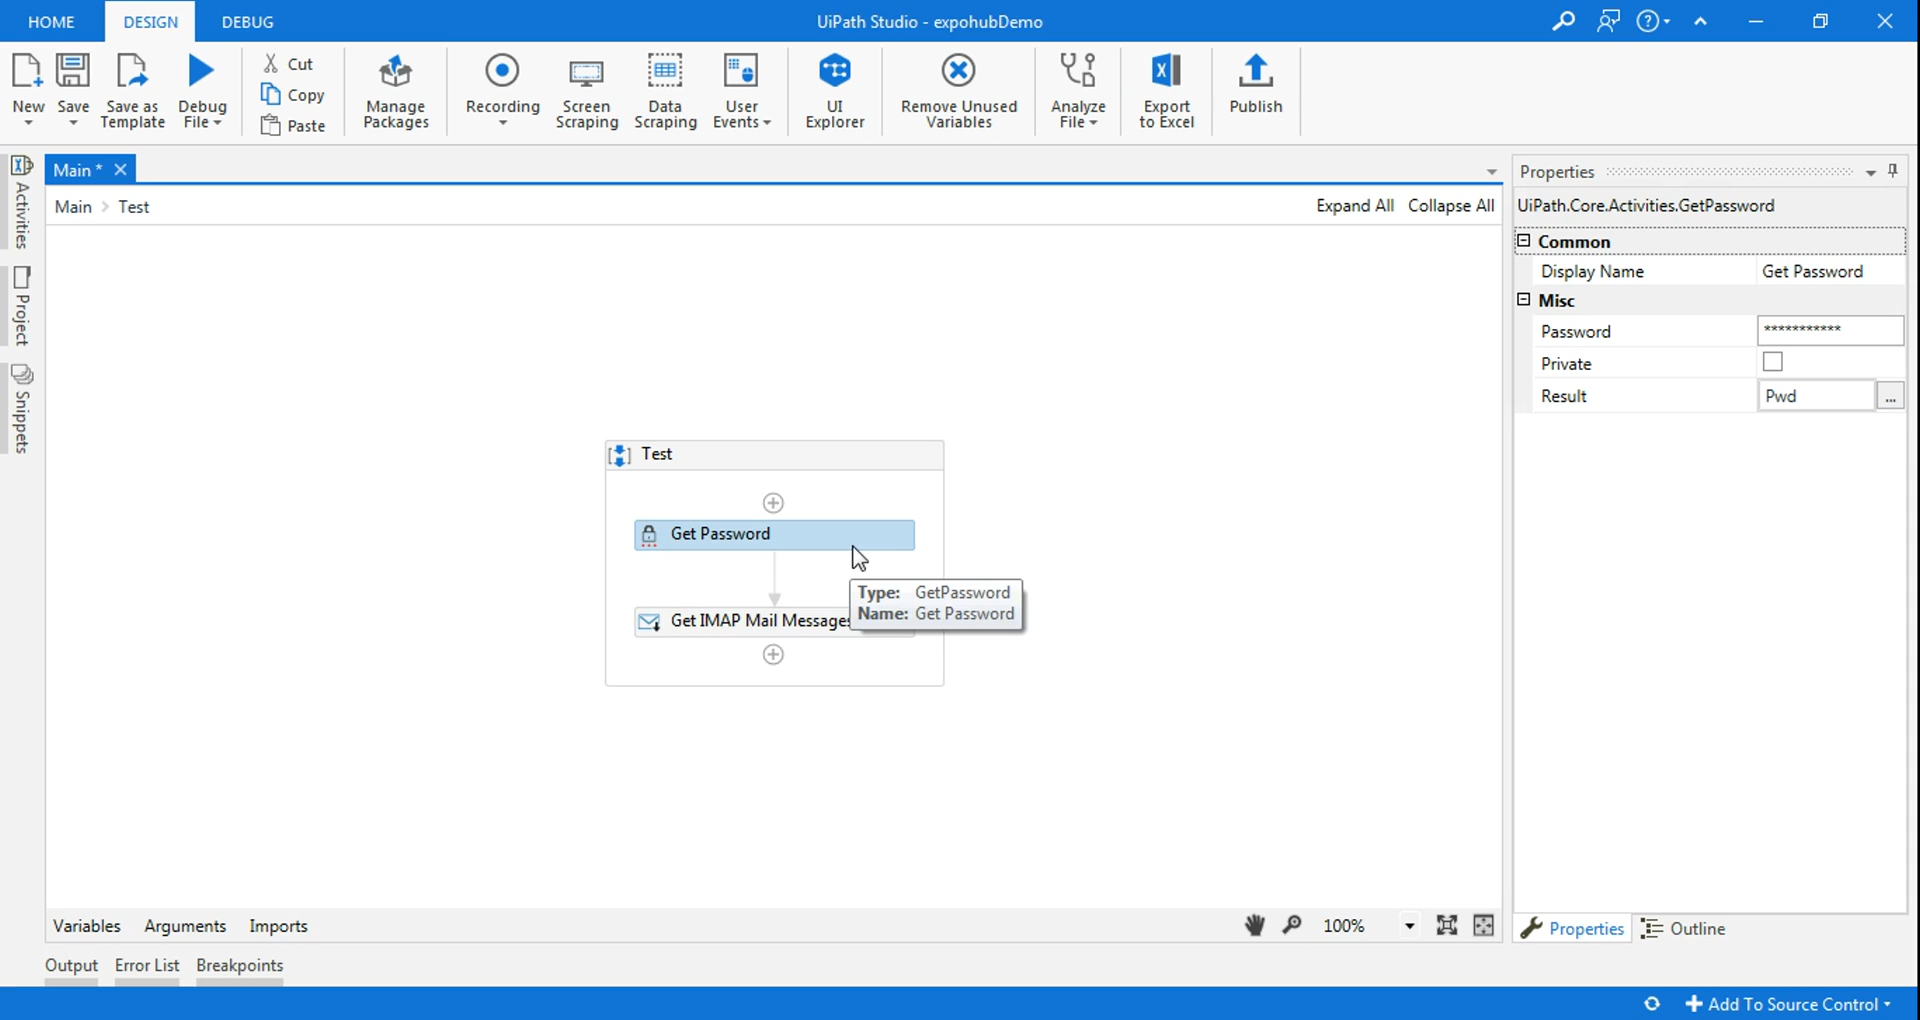 HOME DESIGN DEBUG UiPath Studio - expohubDemo
New Save Save as Template Debug File Cut Copy Paste Manage Packages Recording Screen Scraping Data Scraping User Events UI Explorer Remove Unused Variables Analyze File Export to Excel Publish
Activities
Project
Snippets
Main *
Main > Test Expand All Collapse All
Test
Get Password
Type: GetPassword
Name: Get Password
Get IMAP Mail Messages
Variables Arguments Imports 100%
Output Error List Breakpoints
Properties
UiPath.Core.Activities.GetPassword
Common
Display Name Get Password
Misc
Password ***********
Private
Result Pwd ...
Properties Outline
Add To Source Control